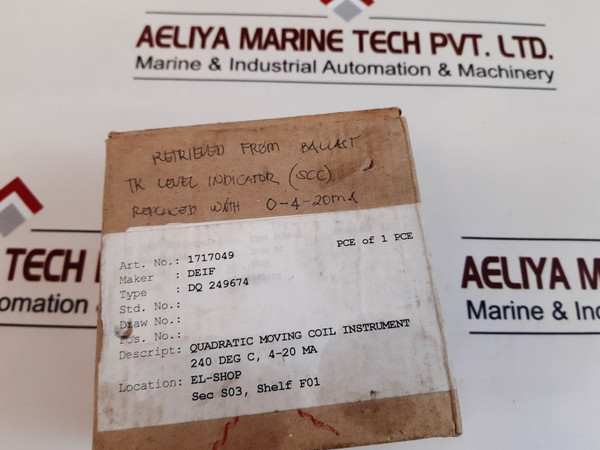 AELIYA MARINE TECH PVT. LTD.
Marine & Industrial Automation & Machinery
RETRIEVED FROM BALLAST
TK LEVEL INDICATOR (SCC)
REPLACED WITH 0-4-20mA
Art. No.: 1717049 PCE of 1 PCE
Maker : DEIF
Type : DQ 249674
Std. No.:
Draw No.:
Pos. No.:
Descript: QUADRATIC MOVING COIL INSTRUMENT
240 DEG C, 4-20 MA
Location: EL-SHOP
Sec S03, Shelf F01
TECH P
omation &
AELIYA MARINE
Marine & Ind